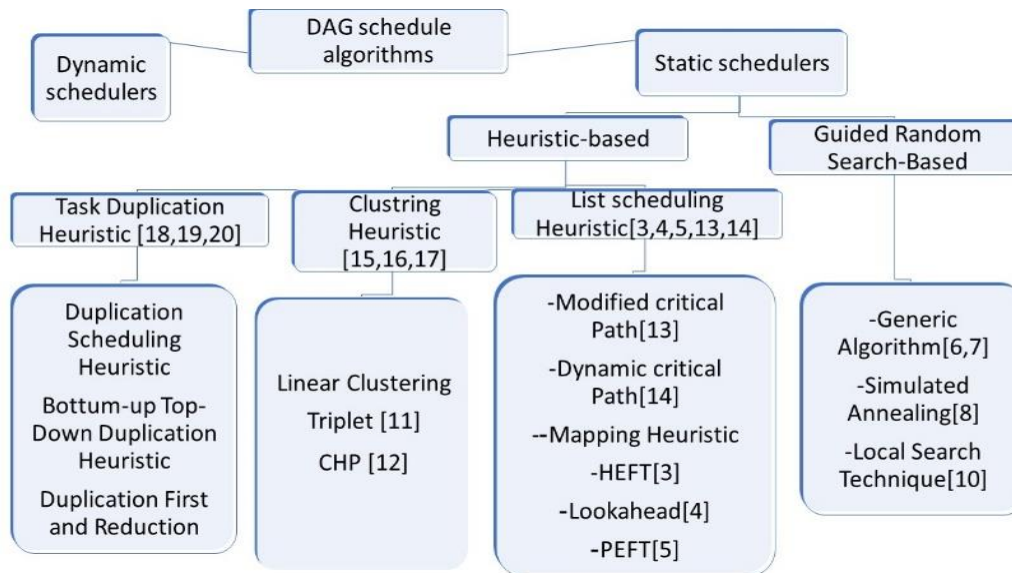 DAG schedule
algorithms
Dynamic
schedulers
Static schedulers
Heuristic-based
Guided Random
Search-Based
Task Duplication
Heuristic [18,19,20]
Clustring
Heuristic
[15,16,17]
List scheduling
Heuristic[3,4,5,13,14]
Duplication
Scheduling
Heuristic
Bottum-up Top-
Down Duplication
Heuristic
Duplication First
and Reduction
Linear Clustering
Triplet [11]
CHP [12]
-Modified critical
Path[13]
-Dynamic critical
Path[14]
--Mapping Heuristic
-HEFT[3]
-Lookahead[4]
-PEFT[5]
-Generic
Algorithm[6,7]
-Simulated
Annealing[8]
-Local Search
Technique[10]